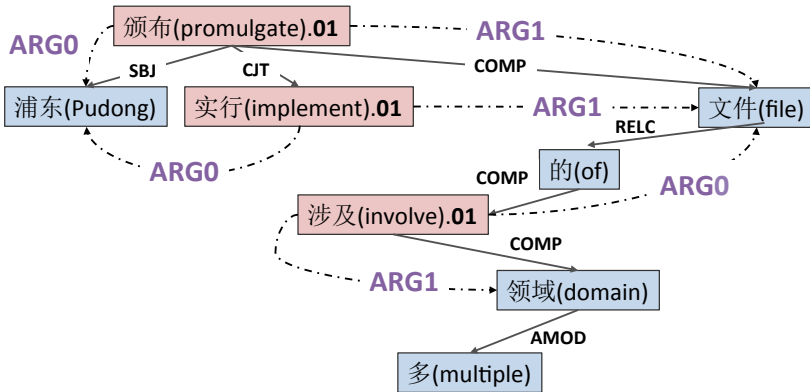 颁布(promulgate).01
ARG0
ARG1
SBJ
CJT
COMP
浦东(Pudong)
实行(implement).01
ARG1
文件(file)
RELC
ARG0
的(of)
COMP
ARG0
涉及(involve).01
COMP
ARG1
领域(domain)
AMOD
多(multiple)